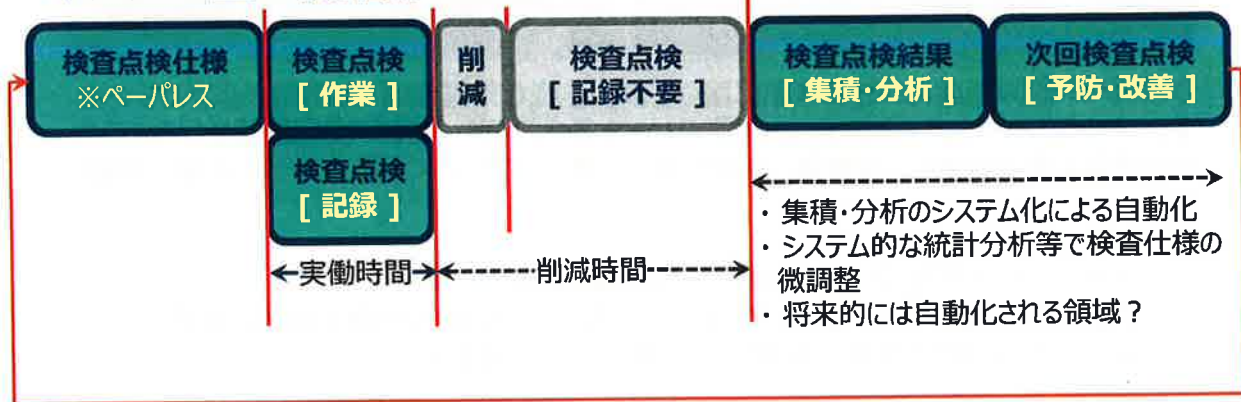 検査点検仕様
※ペーパレス
検査点検
[ 作業 ]
検査点検
[ 記録 ]
削
減
検査点検
[ 記録不要 ]
検査点検結果
[ 集積・分析 ]
次回検査点検
[ 予防・改善 ]
実働時間
削減時間
・ 集積・分析のシステム化による自動化
・ システム的な統計分析等で検査仕様の
微調整
・ 将来的には自動化される領域？